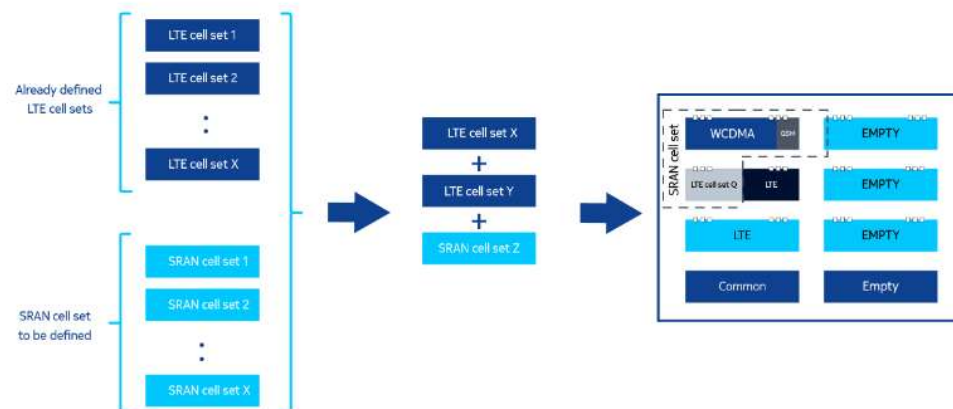 Already defined
LTE cell sets
LTE cell set 1
LTE cell set 2
:
LTE cell set X
SRAN cell set
to be defined
SRAN cell set 1
SRAN cell set 2
:
SRAN cell set X
LTE cell set X
+
LTE cell set Y
+
SRAN cell set Z
SRAN cell set
WCDMA
GSM
EMPTY
LTE cell set Q
LTE
EMPTY
LTE
EMPTY
Common
Empty